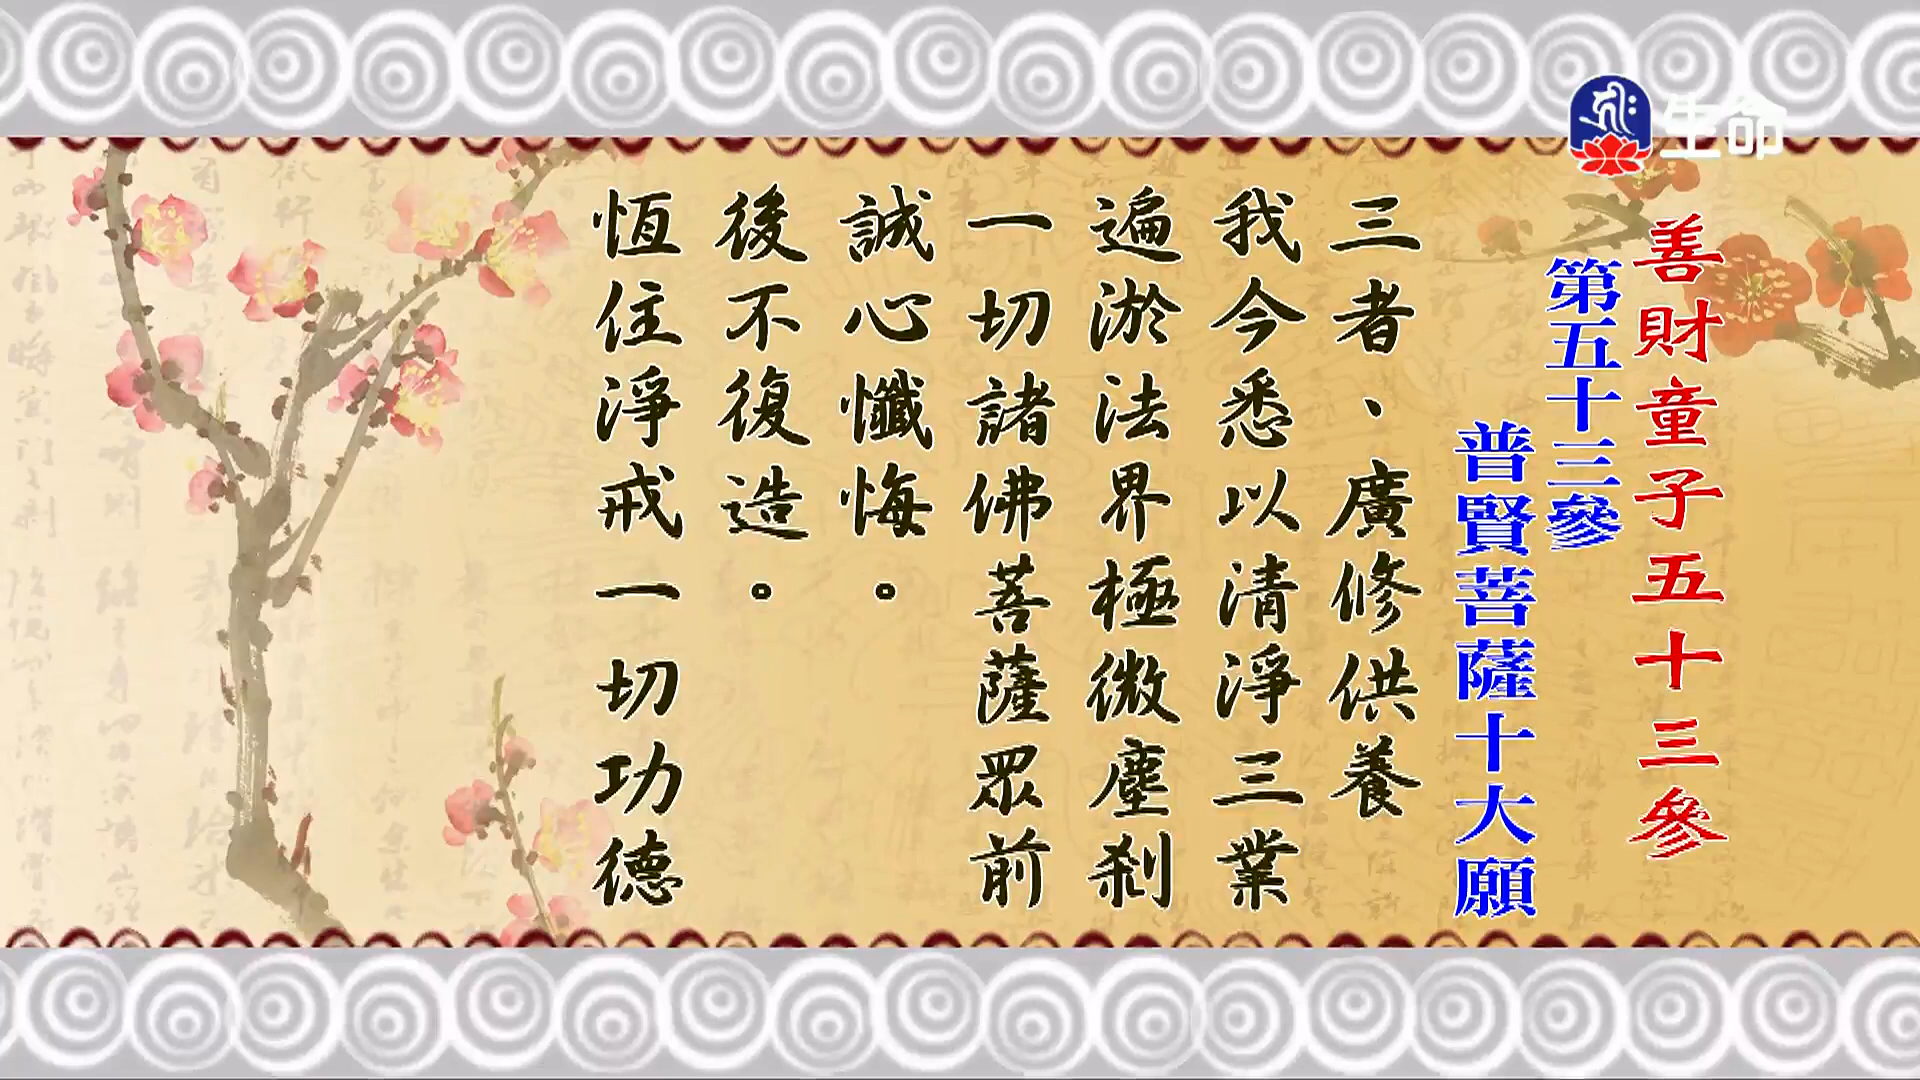 生命
善財童子五十三參
第五十三參
普賢菩薩十大願
三者、廣修供養
我今悉以清淨三業
遍淤法界極微塵剎
一切諸佛菩薩眾前
誠心懺悔。
後不復造。
恆住淨戒一切功德